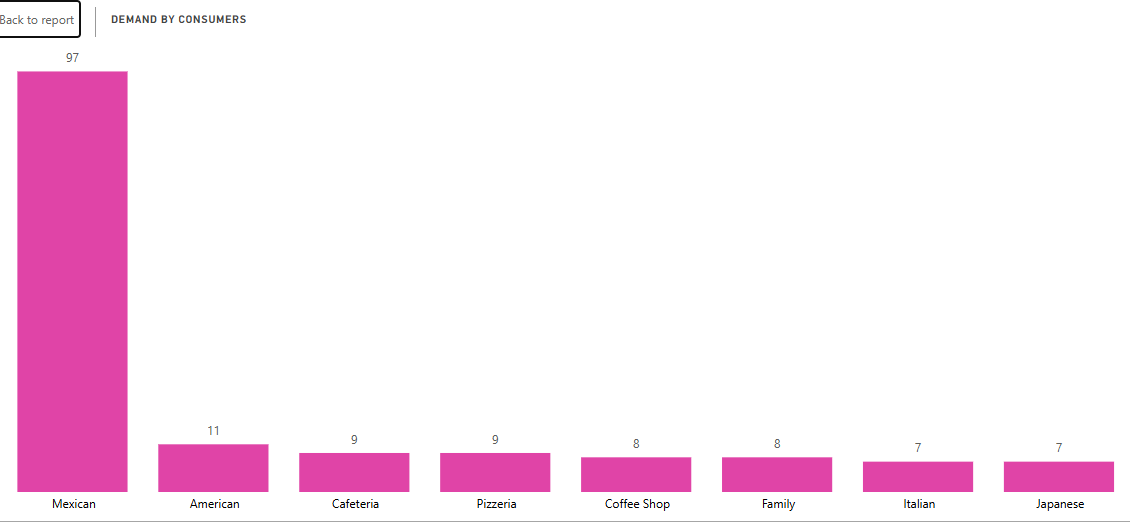 Back to report
DEMAND BY CONSUMERS
97
11
9
9
8
8
7
7
Mexican
American
Cafeteria
Pizzeria
Coffee Shop
Family
Italian
Japanese